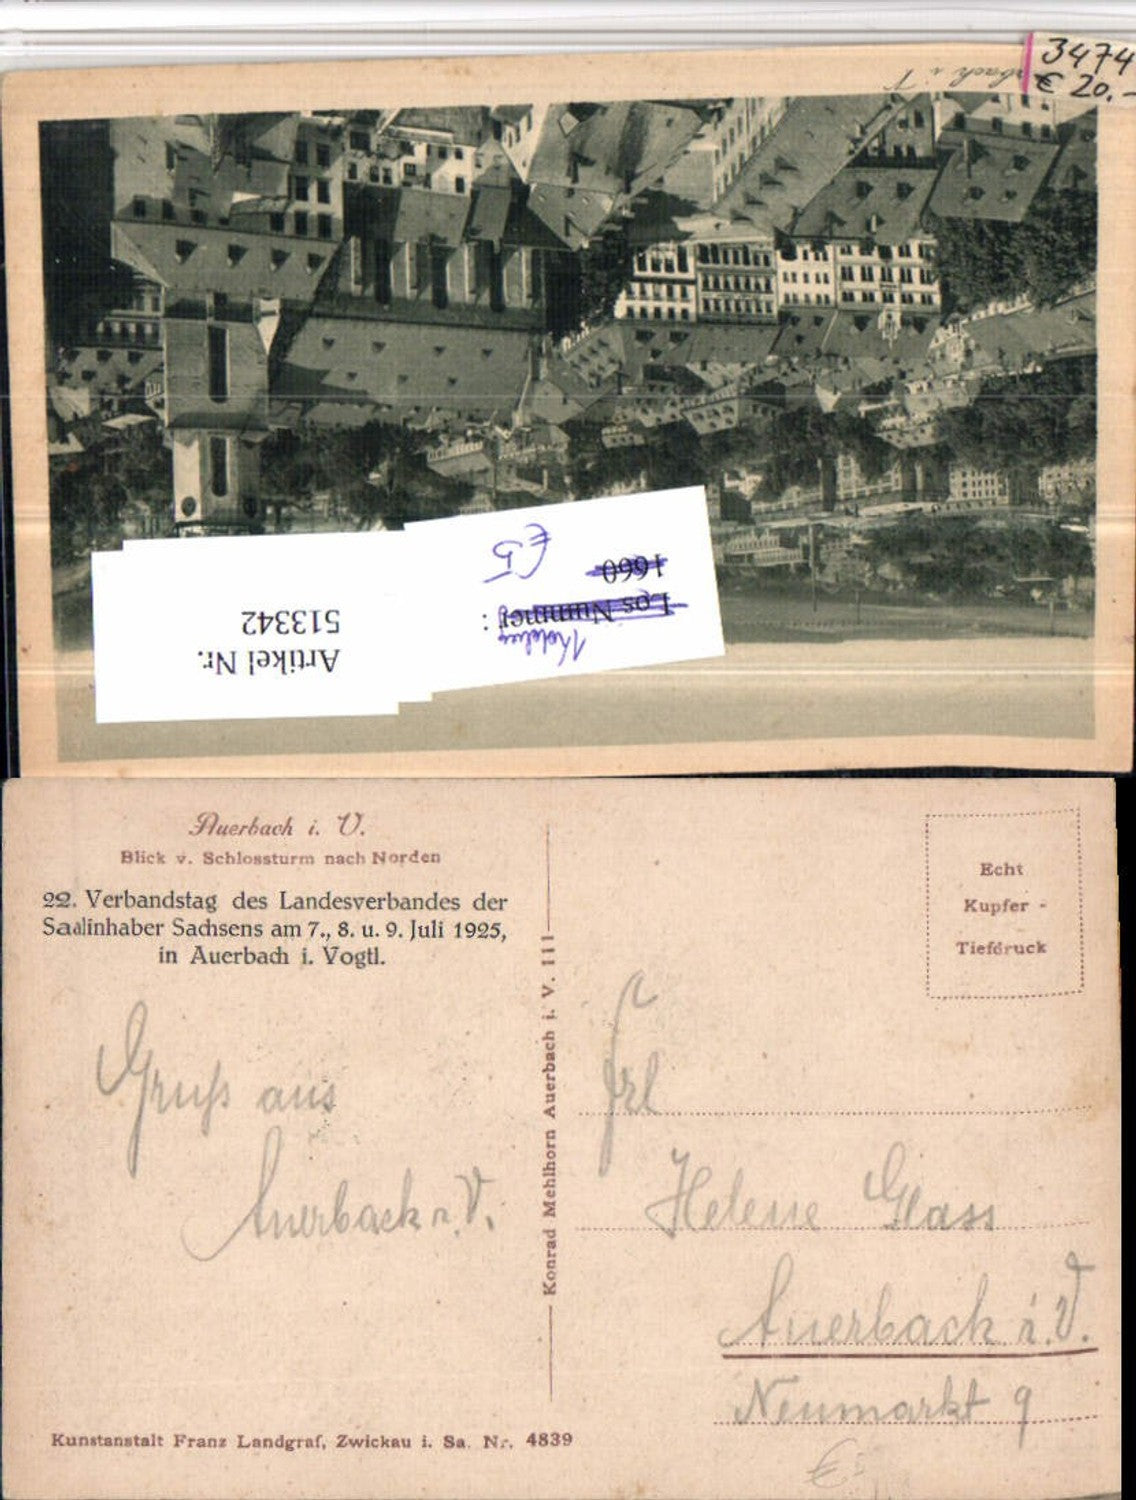 3474
€ 20.-
Auerbach i. V.
Artikel Nr.
513342
Los Nummer :
1660
€ 5
Auerbach i. V.
Blick v. Schlossturm nach Norden
22. Verbandstag des Landesverbandes der
Saalinhaber Sachsens am 7., 8. u. 9. Juli 1925,
in Auerbach i. Vogtl.
Gruß aus
Auerbach i. V.
Kunstanstalt Franz Landgraf, Zwickau i. Sa. Nr. 4839
Konrad Mehlhorn Auerbach i. V. 111
Echt
Kupfer -
Tiefdruck
Frl
Helene Glass
Auerbach i. V.
Neumarkt 9
€